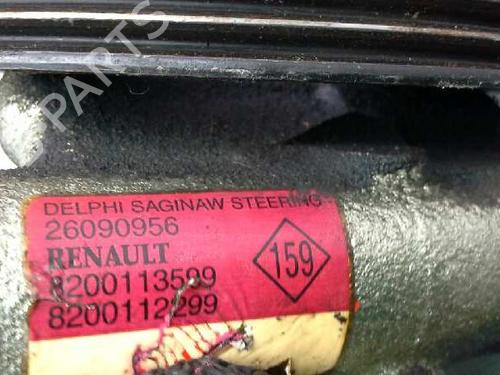 DELPHI SAGINAW STEERING
26090956
RENAULT
159
8200113599
8200112299
PARTS